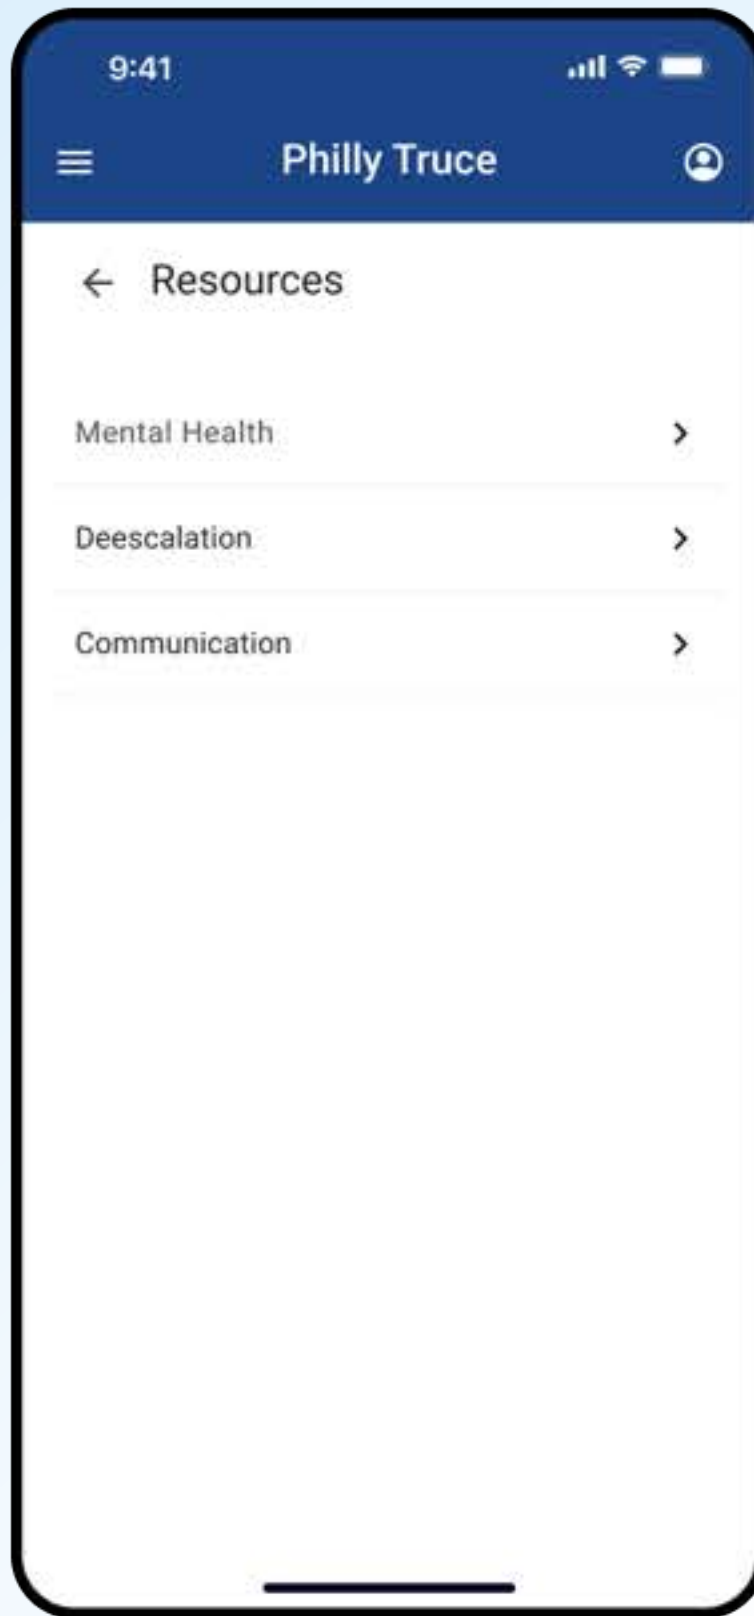 9:41
Philly Truce
Resources
Mental Health
Deescalation
Communication